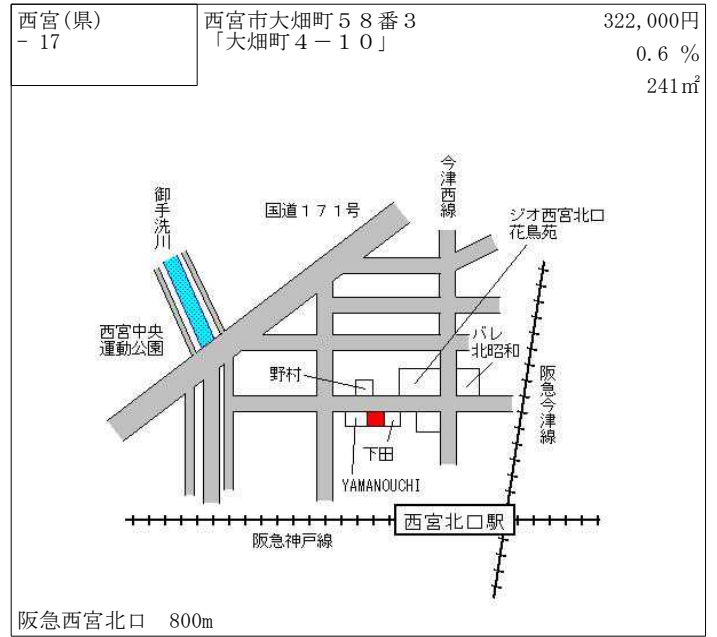 西宮(県)
- 17
西宮市大畑町５８番３
「大畑町４－１０」
322,000円
0.6 %
241㎡
今津西線
御手洗川
国道１７１号
ジオ西宮北口
花鳥苑
西宮中央
運動公園
パレ
北昭和
野村
阪急今津線
下田
YAMANOUCHI
西宮北口駅
阪急神戸線
阪急西宮北口　800m